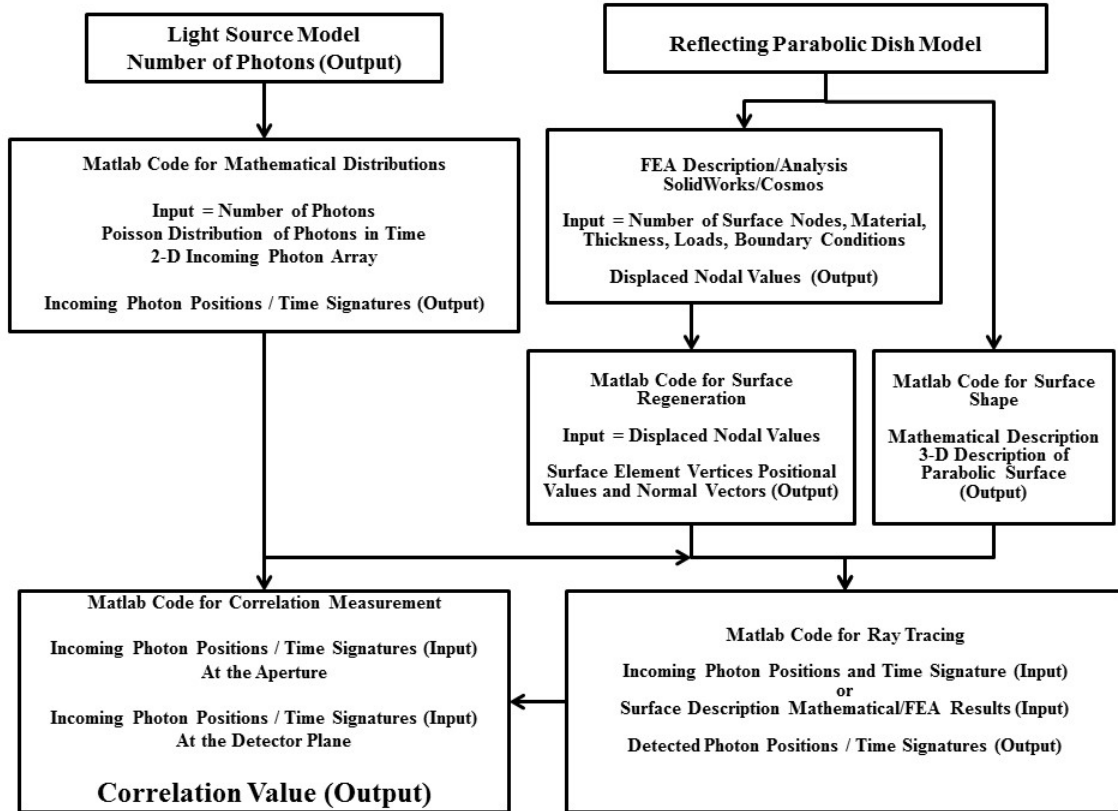 Light Source Model
Number of Photons (Output)
Reflecting Parabolic Dish Model
Matlab Code for Mathematical Distributions
Input = Number of Photons
Poisson Distribution of Photons in Time
2-D Incoming Photon Array
Incoming Photon Positions / Time Signatures (Output)
FEA Description/Analysis
SolidWorks/Cosmos
Input = Number of Surface Nodes, Material,
Thickness, Loads, Boundary Conditions
Displaced Nodal Values (Output)
Matlab Code for Surface
Regeneration
Input = Displaced Nodal Values
Surface Element Vertices Positional
Values and Normal Vectors (Output)
Matlab Code for Surface
Shape
Mathematical Description
3-D Description of
Parabolic Surface
(Output)
Matlab Code for Correlation Measurement
Incoming Photon Positions / Time Signatures (Input)
At the Aperture
Incoming Photon Positions / Time Signatures (Input)
At the Detector Plane
Correlation Value (Output)
Matlab Code for Ray Tracing
Incoming Photon Positions and Time Signature (Input)
or
Surface Description Mathematical/FEA Results (Input)
Detected Photon Positions / Time Signatures (Output)